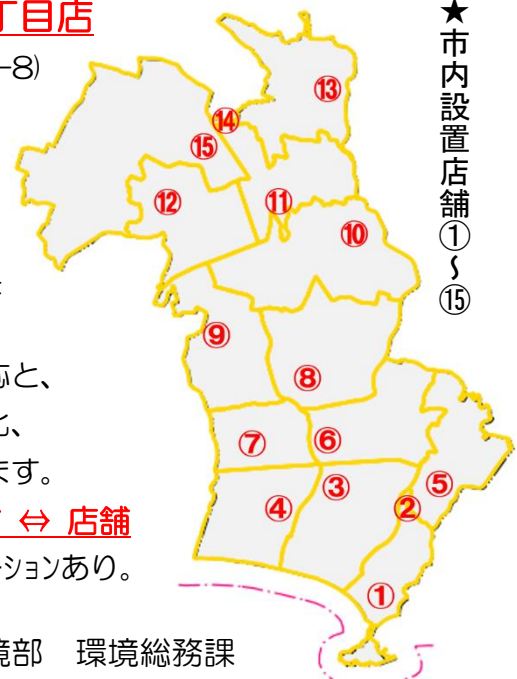 丁目店
-8)
★市内設置店舗①~⑮
⑬
⑭
⑮
⑫
⑪
⑩
⑨
応と、
⑧
ます。
⑦
⑥
⑤
③
④
②
⇔ 店舗
ションあり。
①
境部 環境総務課